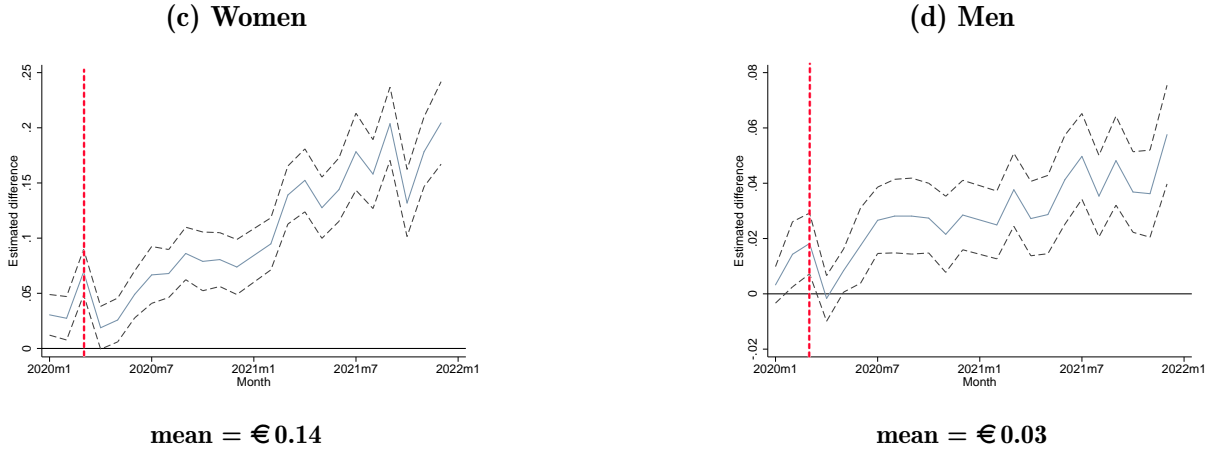 (c) Women
(d) Men
Estimated difference
0 .05 .1 .15 .2 .25
2020m1 2020m7 2021m1 2021m7 2022m1
Month
Estimated difference
-.02 0 .02 .04 .06 .08
2020m1 2020m7 2021m1 2021m7 2022m1
Month
mean = €0.14
mean = €0.03